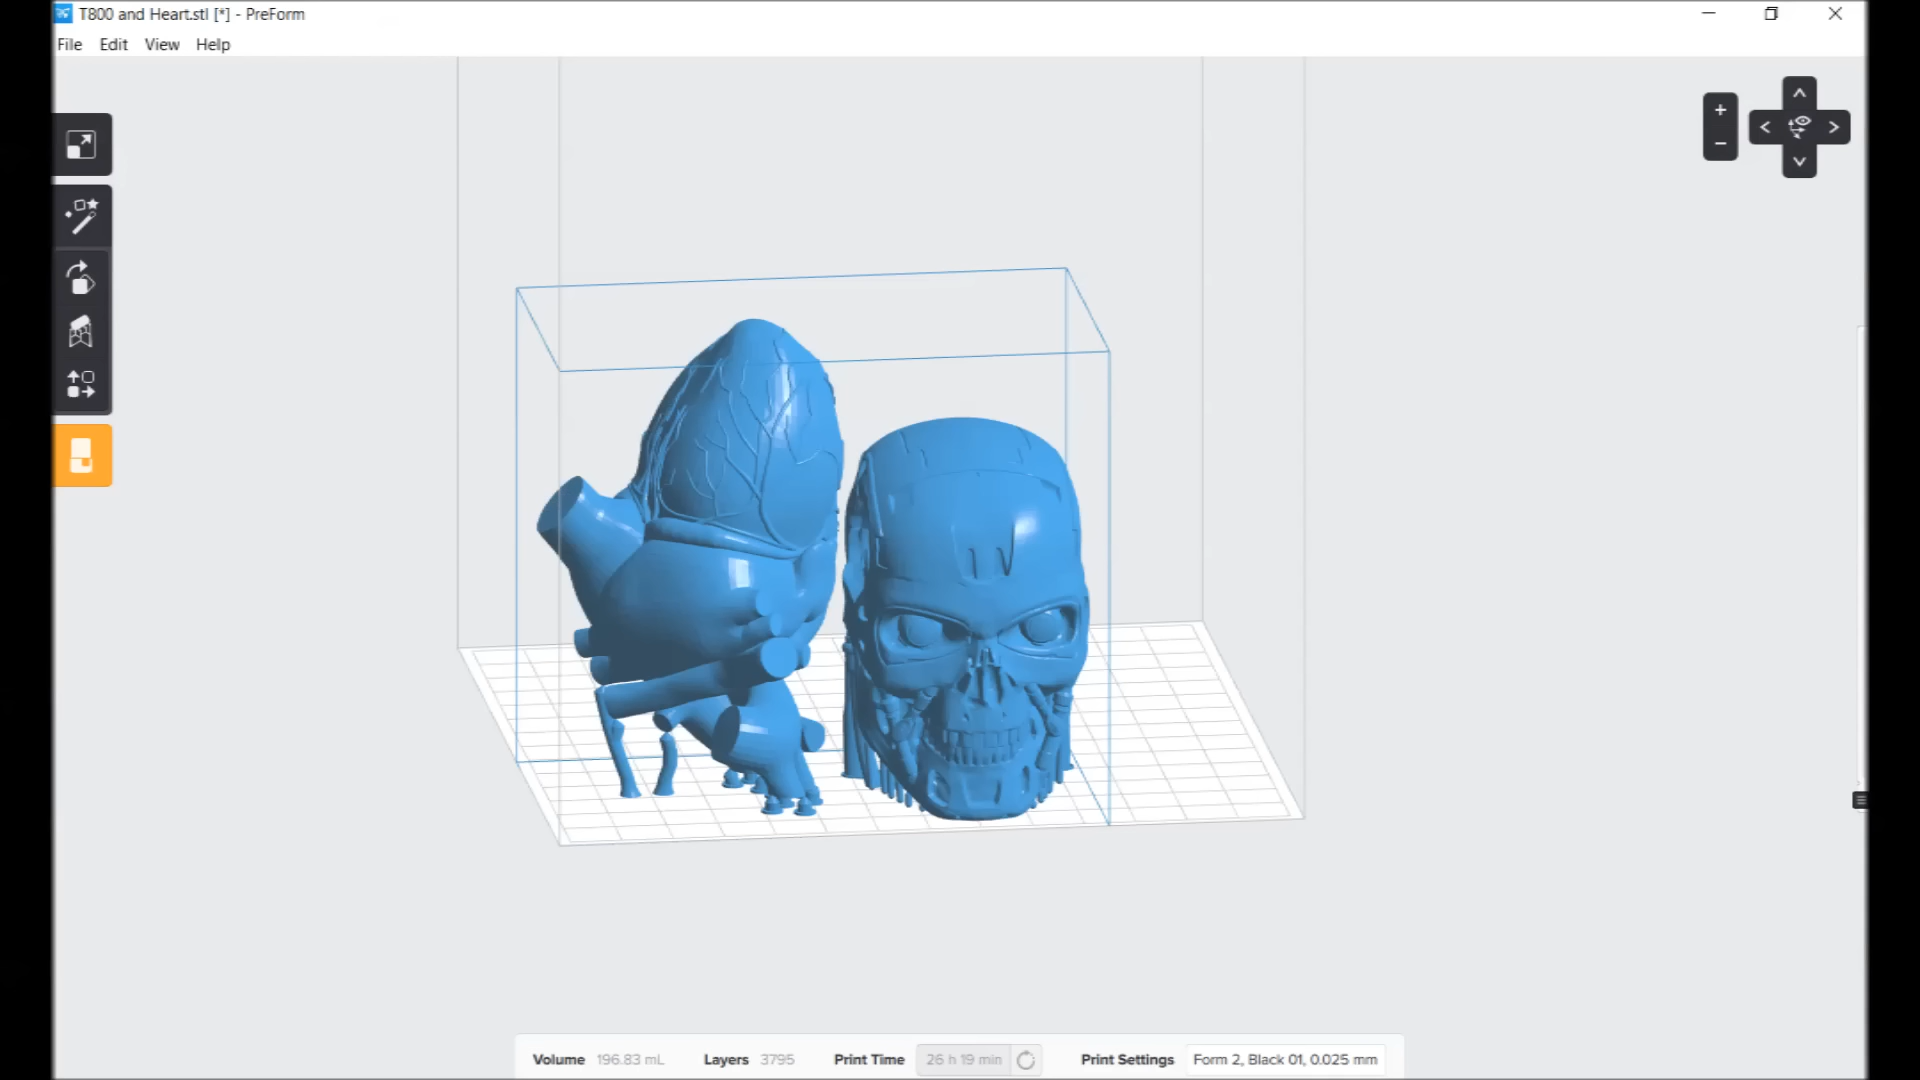 T800 and Heart.stl [*] - PreForm
File Edit View Help
Volume 196.83 mL Layers 3795 Print Time 26 h 19 min Print Settings Form 2, Black 01, 0.025 mm